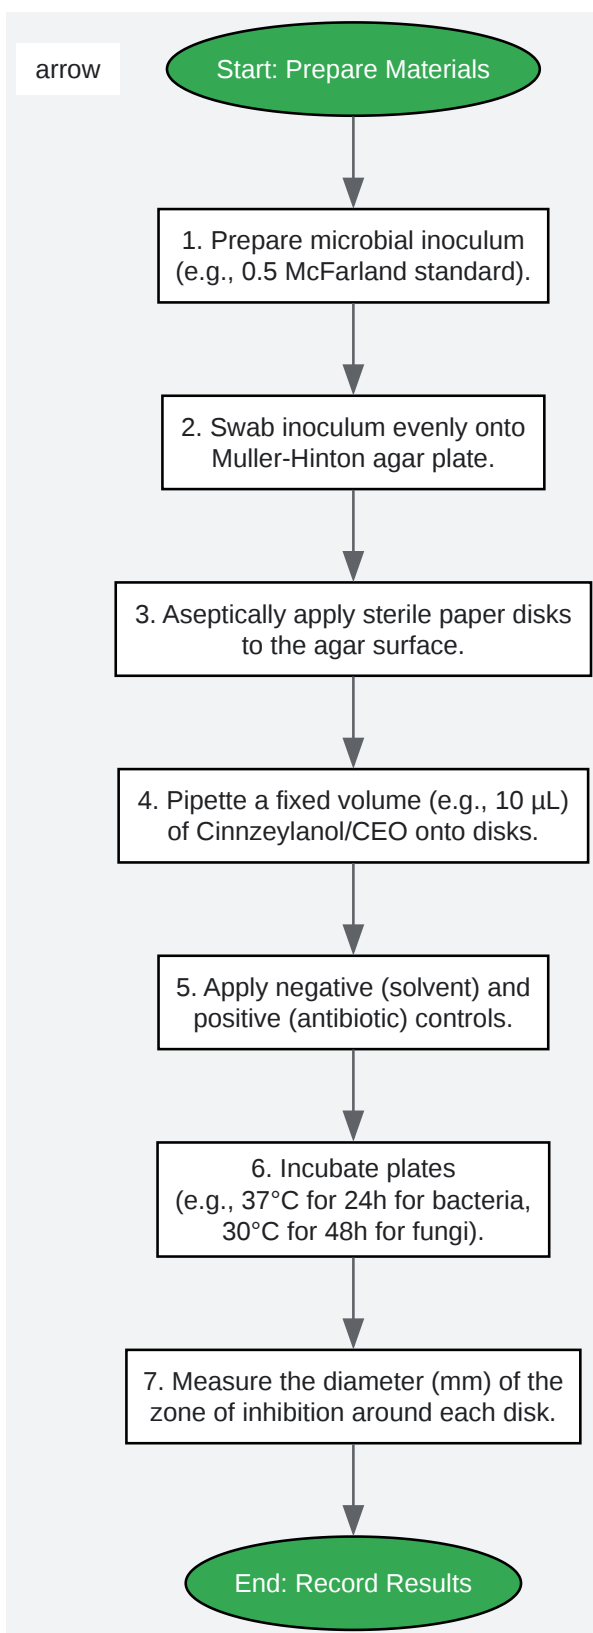 arrow
Start: Prepare Materials
1. Prepare microbial inoculum
(e.g., 0.5 McFarland standard).
2. Swab inoculum evenly onto
Muller-Hinton agar plate.
3. Aseptically apply sterile paper disks
to the agar surface.
4. Pipette a fixed volume (e.g., 10 µL)
of Cinnzeylanol/CEO onto disks.
5. Apply negative (solvent) and
positive (antibiotic) controls.
6. Incubate plates
(e.g., 37°C for 24h for bacteria,
30°C for 48h for fungi).
7. Measure the diameter (mm) of the
zone of inhibition around each disk.
End: Record Results